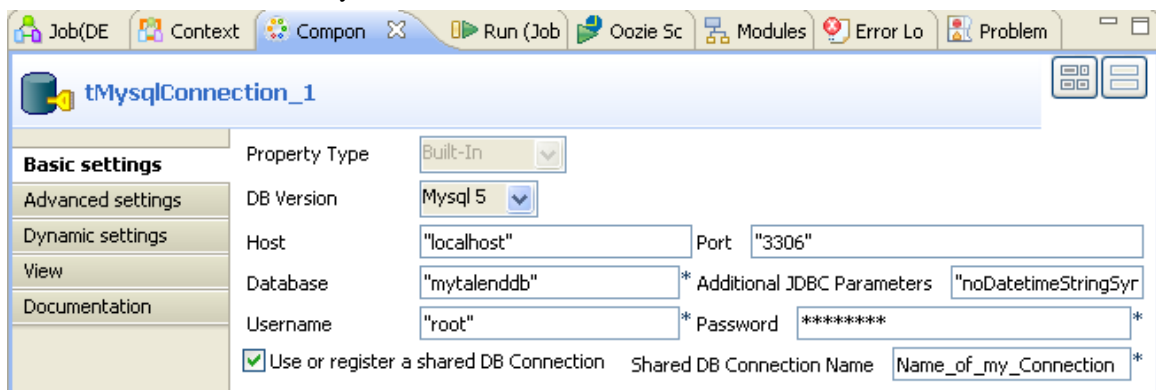 Job(DE Context Compon Run (Job Oozie Sc Modules Error Lo Problem
tMysqlConnection_1
Basic settings
Advanced settings
Dynamic settings
View
Documentation
Property Type Built-In
DB Version Mysql 5
Host "localhost" Port "3306"
Database "mytalenddb" * Additional JDBC Parameters "noDatetimeStringSyr
Username "root" * Password ******** *
Use or register a shared DB Connection Shared DB Connection Name Name_of_my_Connection *